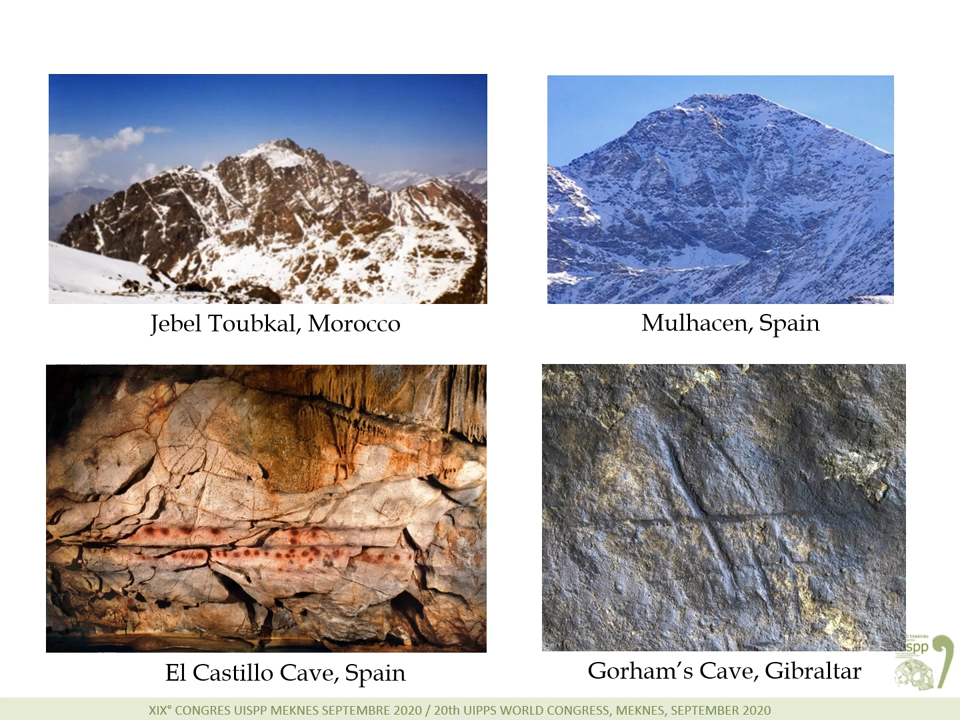 Jebel Toubkal, Morocco
Mulhacen, Spain
El Castillo Cave, Spain
Gorham's Cave, Gibraltar
XIX° CONGRES UISPP MEKNES SEPTEMBRE 2020 / 20th UIPPS WORLD CONGRESS, MEKNES, SEPTEMBER 2020